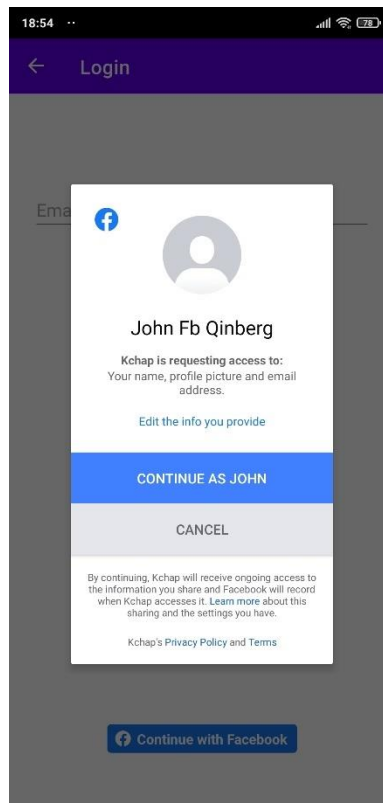 18:54
78
Login
Ema
John Fb Qinberg
Kchap is requesting access to:
Your name, profile picture and email
address.
Edit the info you provide
CONTINUE AS JOHN
CANCEL
By continuing, Kchap will receive ongoing access to
the information you share and Facebook will record
when Kchap accesses it. Learn more about this
sharing and the settings you have.
Kchap's Privacy Policy and Terms
Continue with Facebook